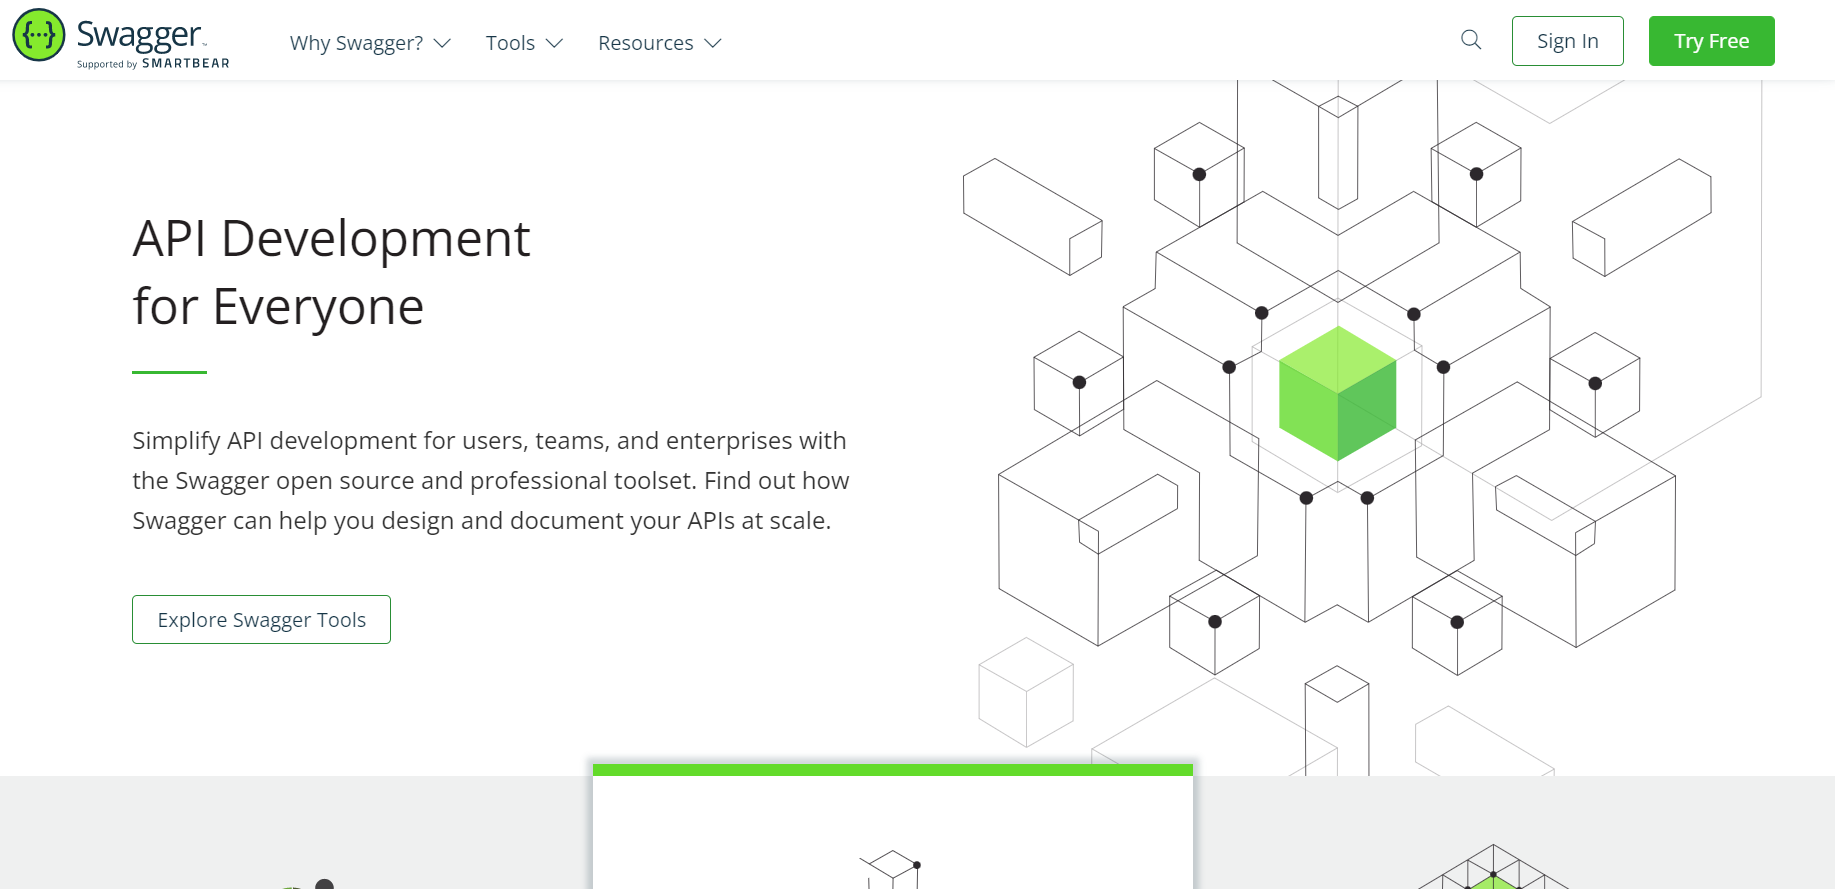 Swagger™
Supported by SMARTBEAR
Why Swagger?
Tools
Resources
Sign In
Try Free
API Development
for Everyone
Simplify API development for users, teams, and enterprises with
the Swagger open source and professional toolset. Find out how
Swagger can help you design and document your APIs at scale.
Explore Swagger Tools